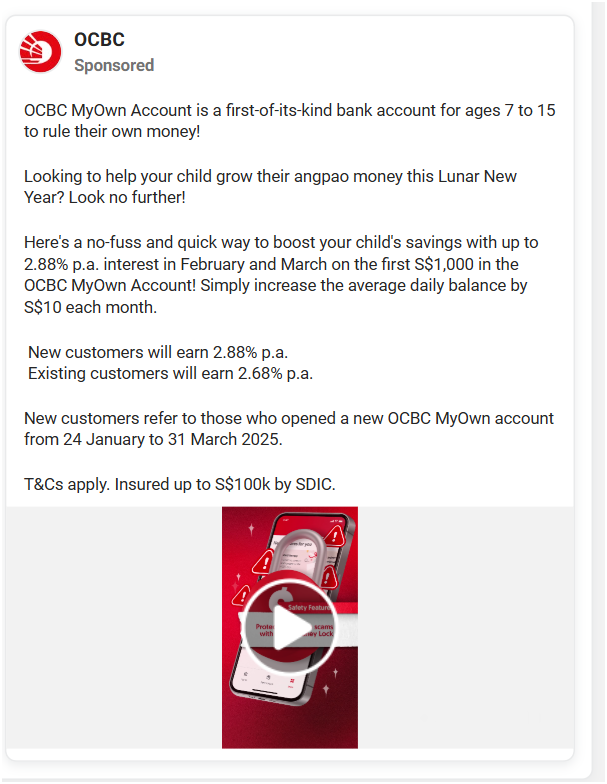 OCBC
Sponsored
OCBC MyOwn Account is a first-of-its-kind bank account for ages 7 to 15
to rule their own money!
Looking to help your child grow their angpao money this Lunar New
Year? Look no further!
Here's a no-fuss and quick way to boost your child's savings with up to
2.88% p.a. interest in February and March on the first S$1,000 in the
OCBC MyOwn Account! Simply increase the average daily balance by
S$10 each month.
New customers will earn 2.88% p.a.
Existing customers will earn 2.68% p.a.
New customers refer to those who opened a new OCBC MyOwn account
from 24 January to 31 March 2025.
T&Cs apply. Insured up to S$100k by SDIC.
for you
Safety Feature
scams
with Lock